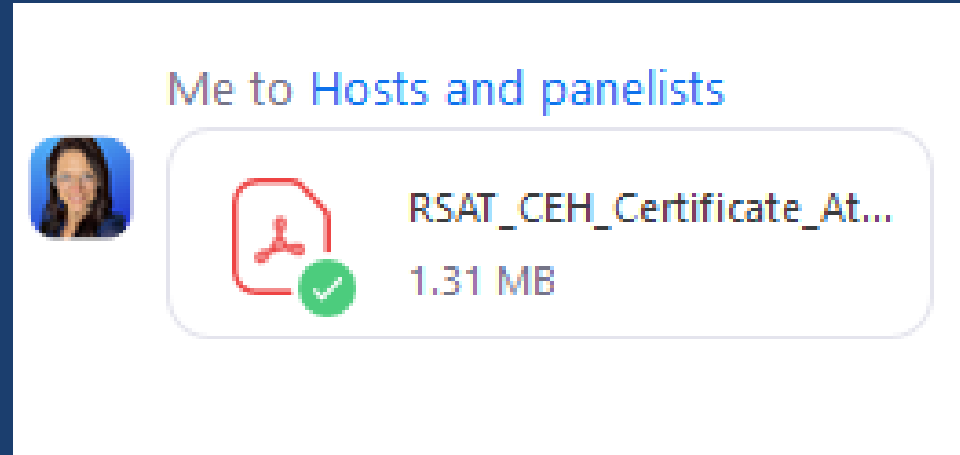 Me to Hosts and panelists
RSAT_CEH_Certificate_At...
1.31 MB